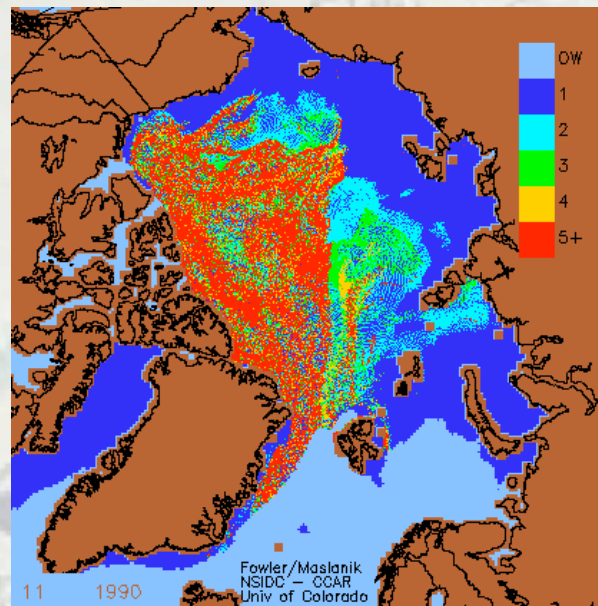 OW
1
2
3
4
5+
Fowler/Maslanik
NSIDC – CCAR
Univ of Colorado
11 1990